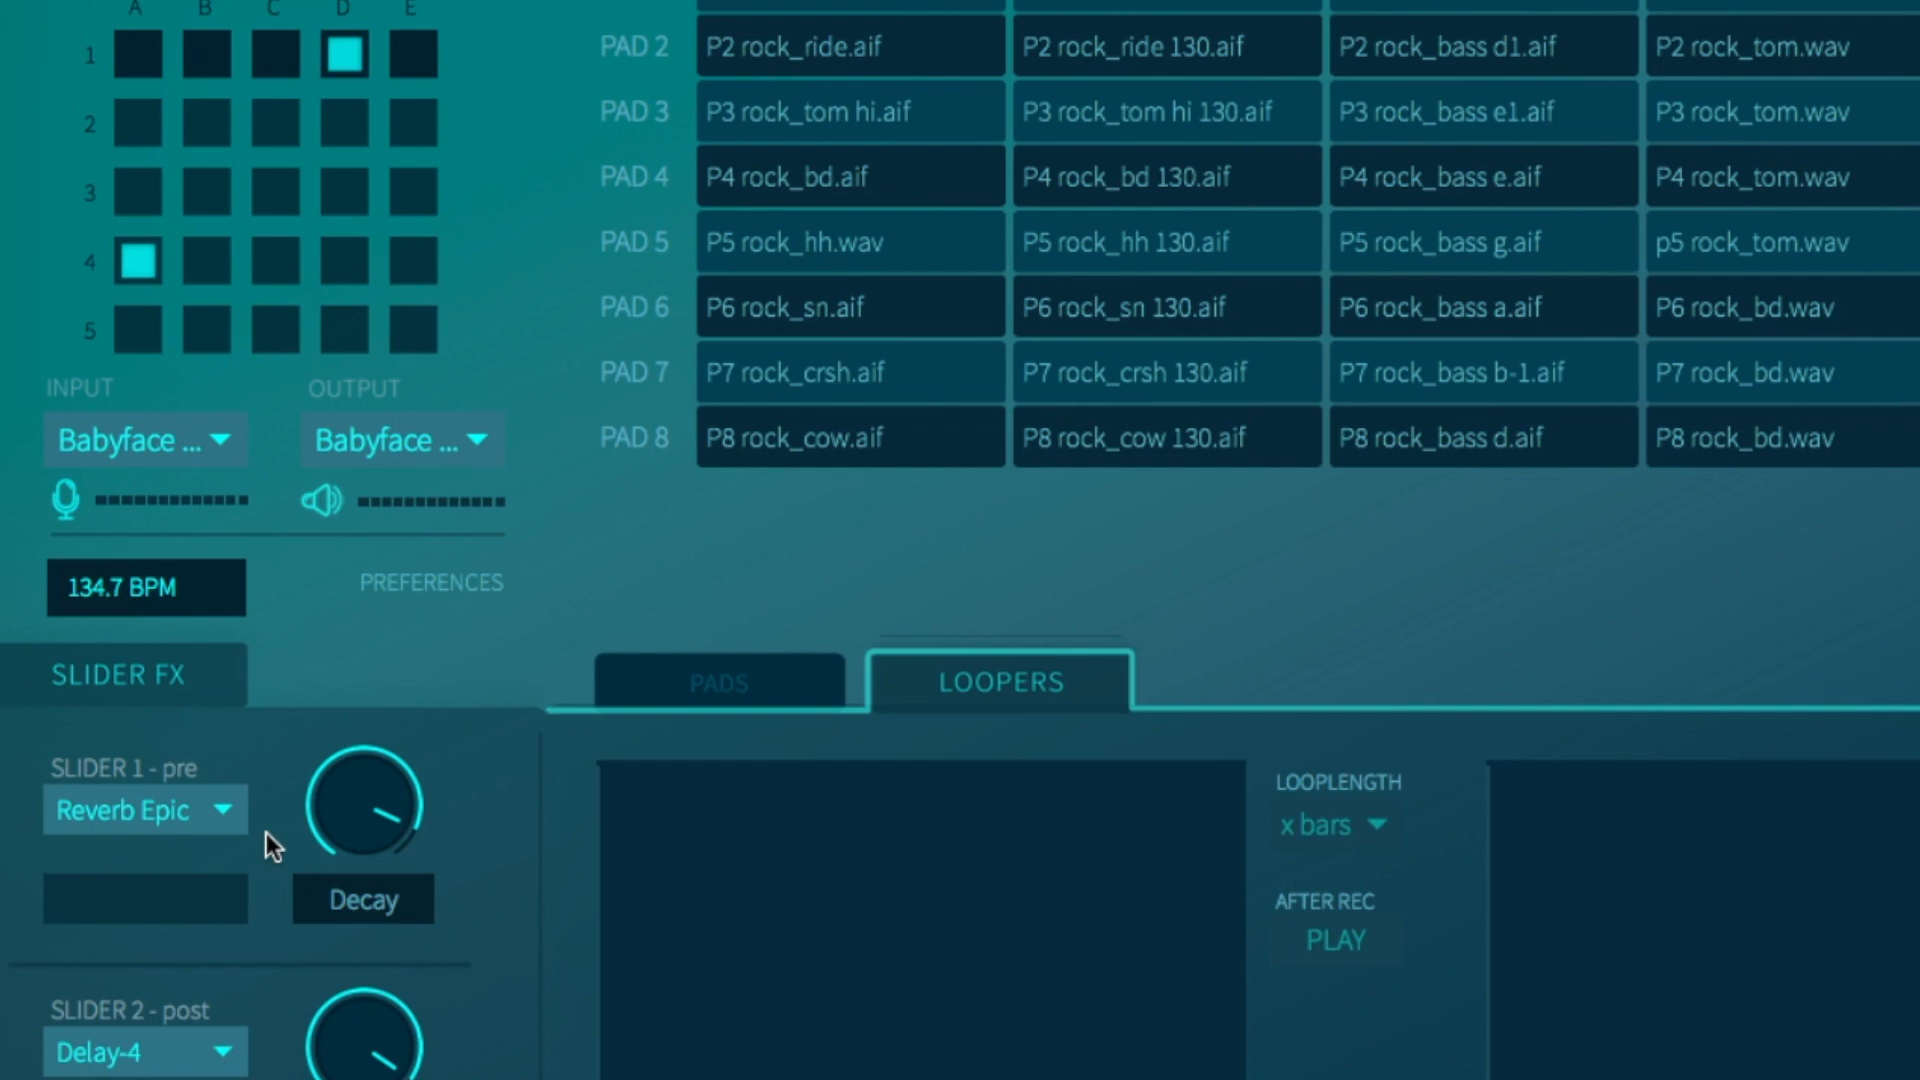 A B C D E
1
2
3
4
5
INPUT OUTPUT
Babyface ... Babyface ...
134.7 BPM PREFERENCES
SLIDER FX
SLIDER 1 - pre
Reverb Epic
Decay
SLIDER 2 - post
Delay-4
PAD 2 P2 rock_ride.aif P2 rock_ride 130.aif P2 rock_bass d1.aif P2 rock_tom.wav
PAD 3 P3 rock_tom hi.aif P3 rock_tom hi 130.aif P3 rock_bass e1.aif P3 rock_tom.wav
PAD 4 P4 rock_bd.aif P4 rock_bd 130.aif P4 rock_bass e.aif P4 rock_tom.wav
PAD 5 P5 rock_hh.wav P5 rock_hh 130.aif P5 rock_bass g.aif p5 rock_tom.wav
PAD 6 P6 rock_sn.aif P6 rock_sn 130.aif P6 rock_bass a.aif P6 rock_bd.wav
PAD 7 P7 rock_crsh.aif P7 rock_crsh 130.aif P7 rock_bass b-1.aif P7 rock_bd.wav
PAD 8 P8 rock_cow.aif P8 rock_cow 130.aif P8 rock_bass d.aif P8 rock_bd.wav
PADS LOOPERS
LOOPLENGTH
x bars
AFTER REC
PLAY